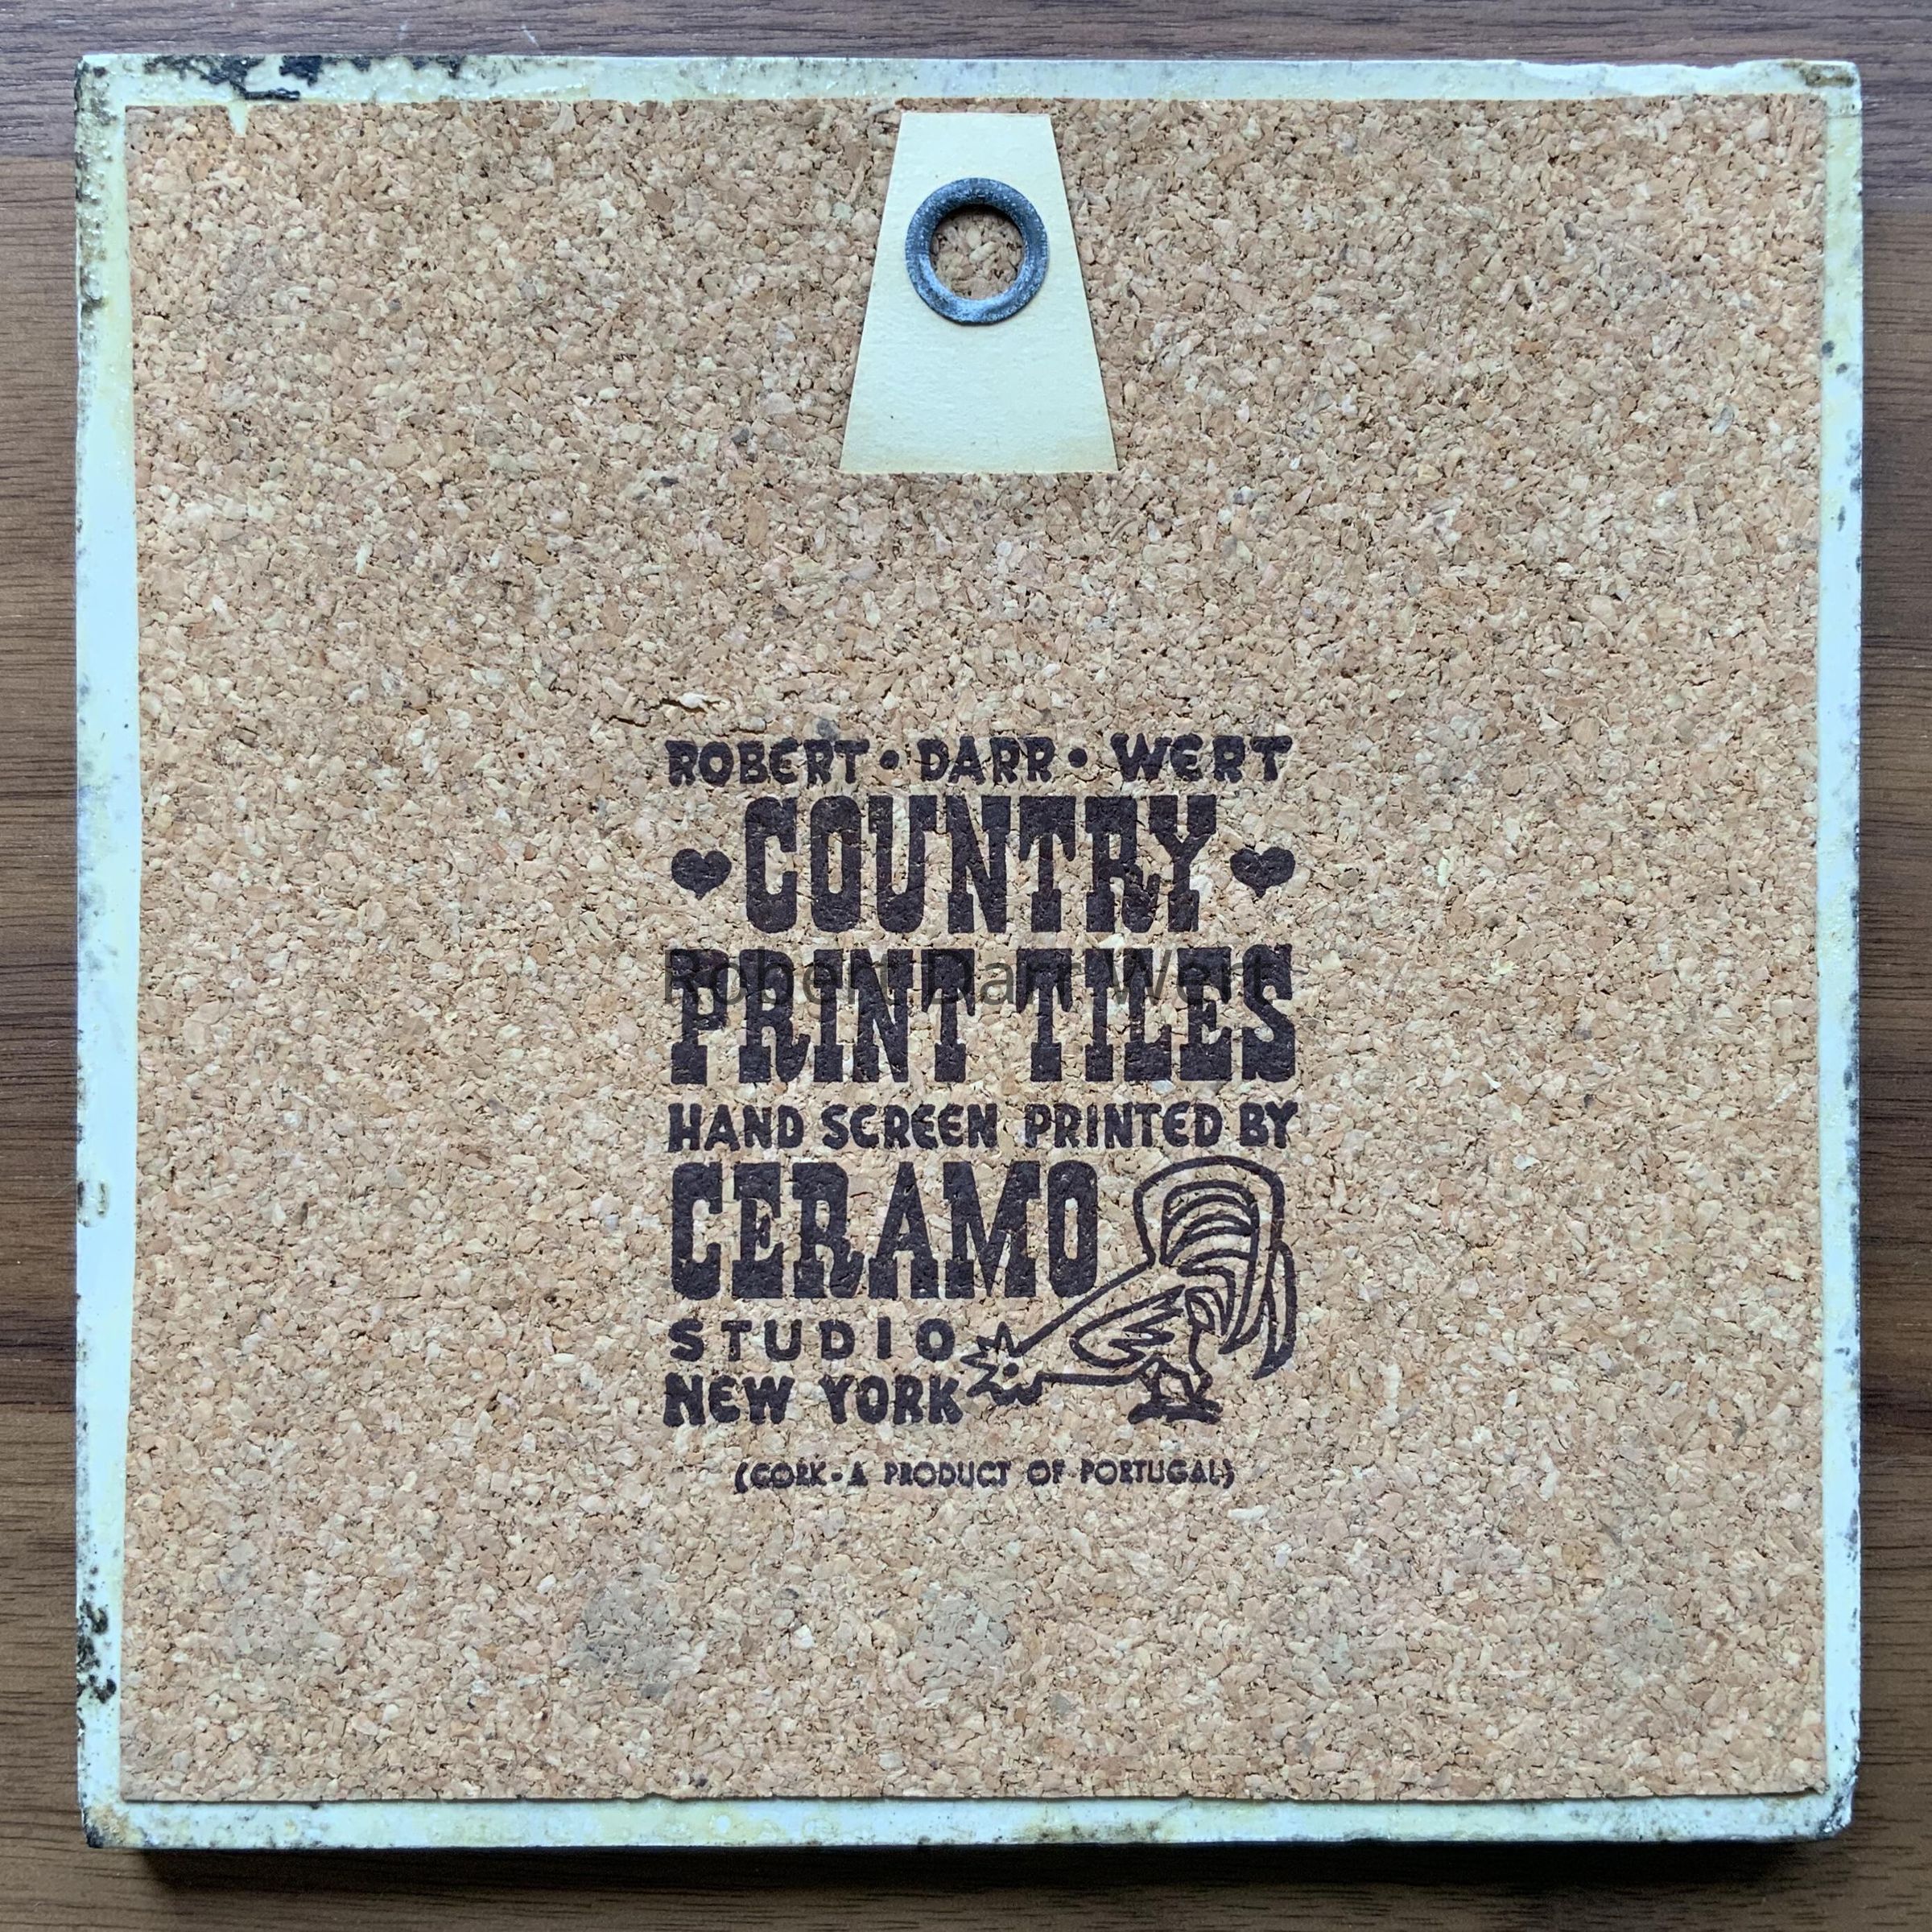 ROBERT • DARR • WERT
♥ COUNTRY ♥
PRINT TILES
Robert Darr Wert
HAND SCREEN PRINTED BY
CERAMO
STUDIO
NEW YORK
(CORK-A PRODUCT OF PORTUGAL)